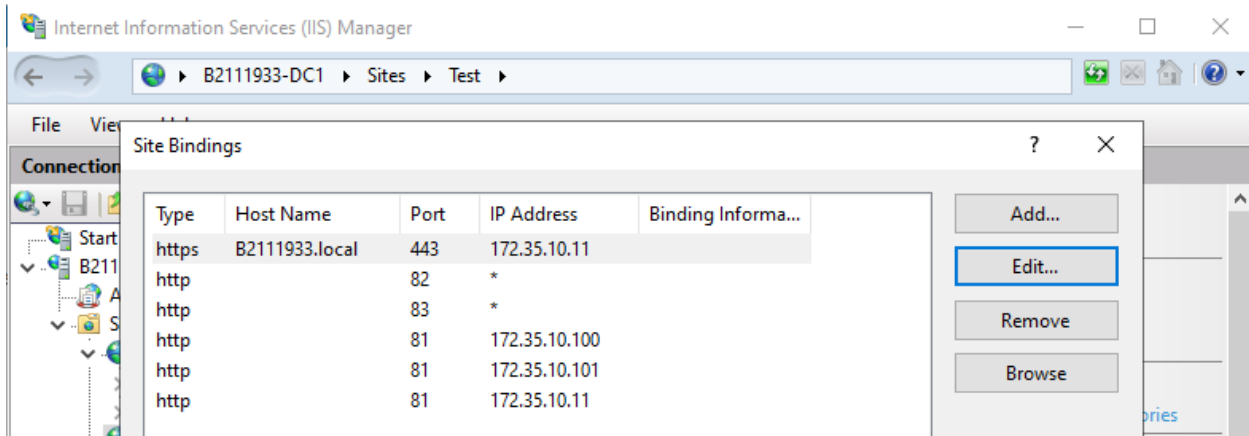 Internet Information Services (IIS) Manager
B2111933-DC1 Sites Test
File
Site Bindings ?
Type Host Name Port IP Address Binding Informa... Add...
https B2111933.local 443 172.35.10.11
http 82 * Edit...
http 83 *
Remove
http 81 172.35.10.100
http 81 172.35.10.101 Browse
http 81 172.35.10.11
Connection
Start
B211